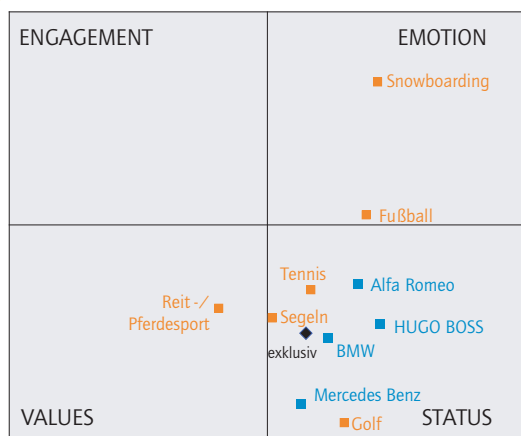 ENGAGEMENT
EMOTION
Snowboarding
Fußball
Tennis
Alfa Romeo
Reit -/
Pferdesport
Segeln
HUGO BOSS
exklusiv
BMW
Mercedes Benz
Golf
VALUES
STATUS